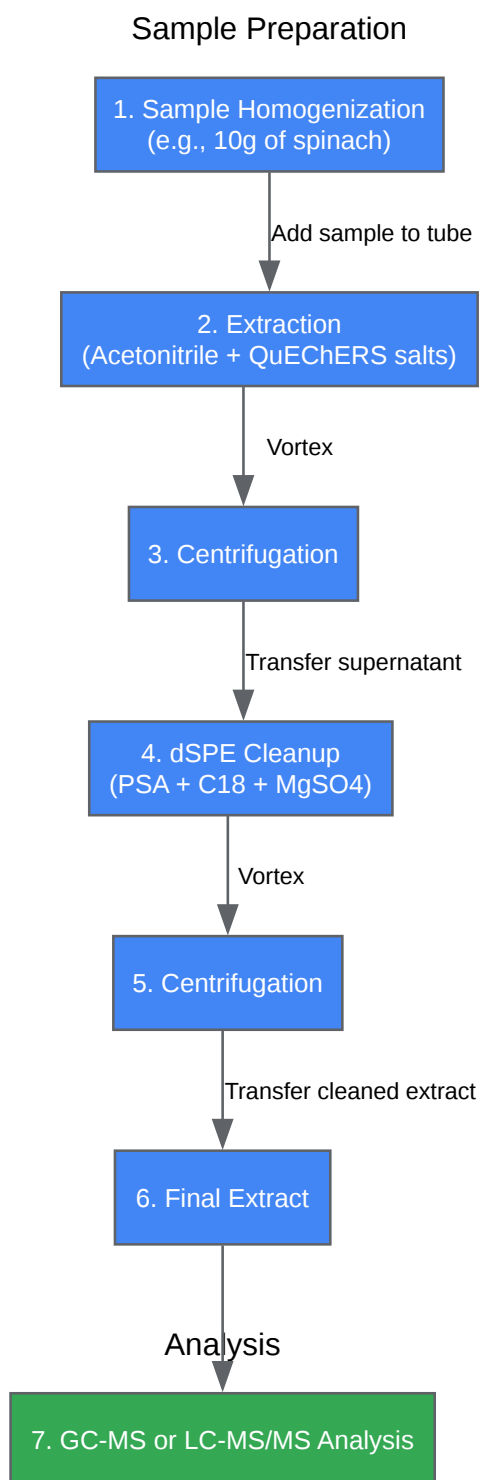 Sample Preparation
1. Sample Homogenization
(e.g., 10g of spinach)
Add sample to tube
2. Extraction
(Acetonitrile + QuEChERS salts)
Vortex
3. Centrifugation
Transfer supernatant
4. dSPE Cleanup
(PSA + C18 + MgSO4)
Vortex
5. Centrifugation
Transfer cleaned extract
6. Final Extract
Analysis
7. GC-MS or LC-MS/MS Analysis